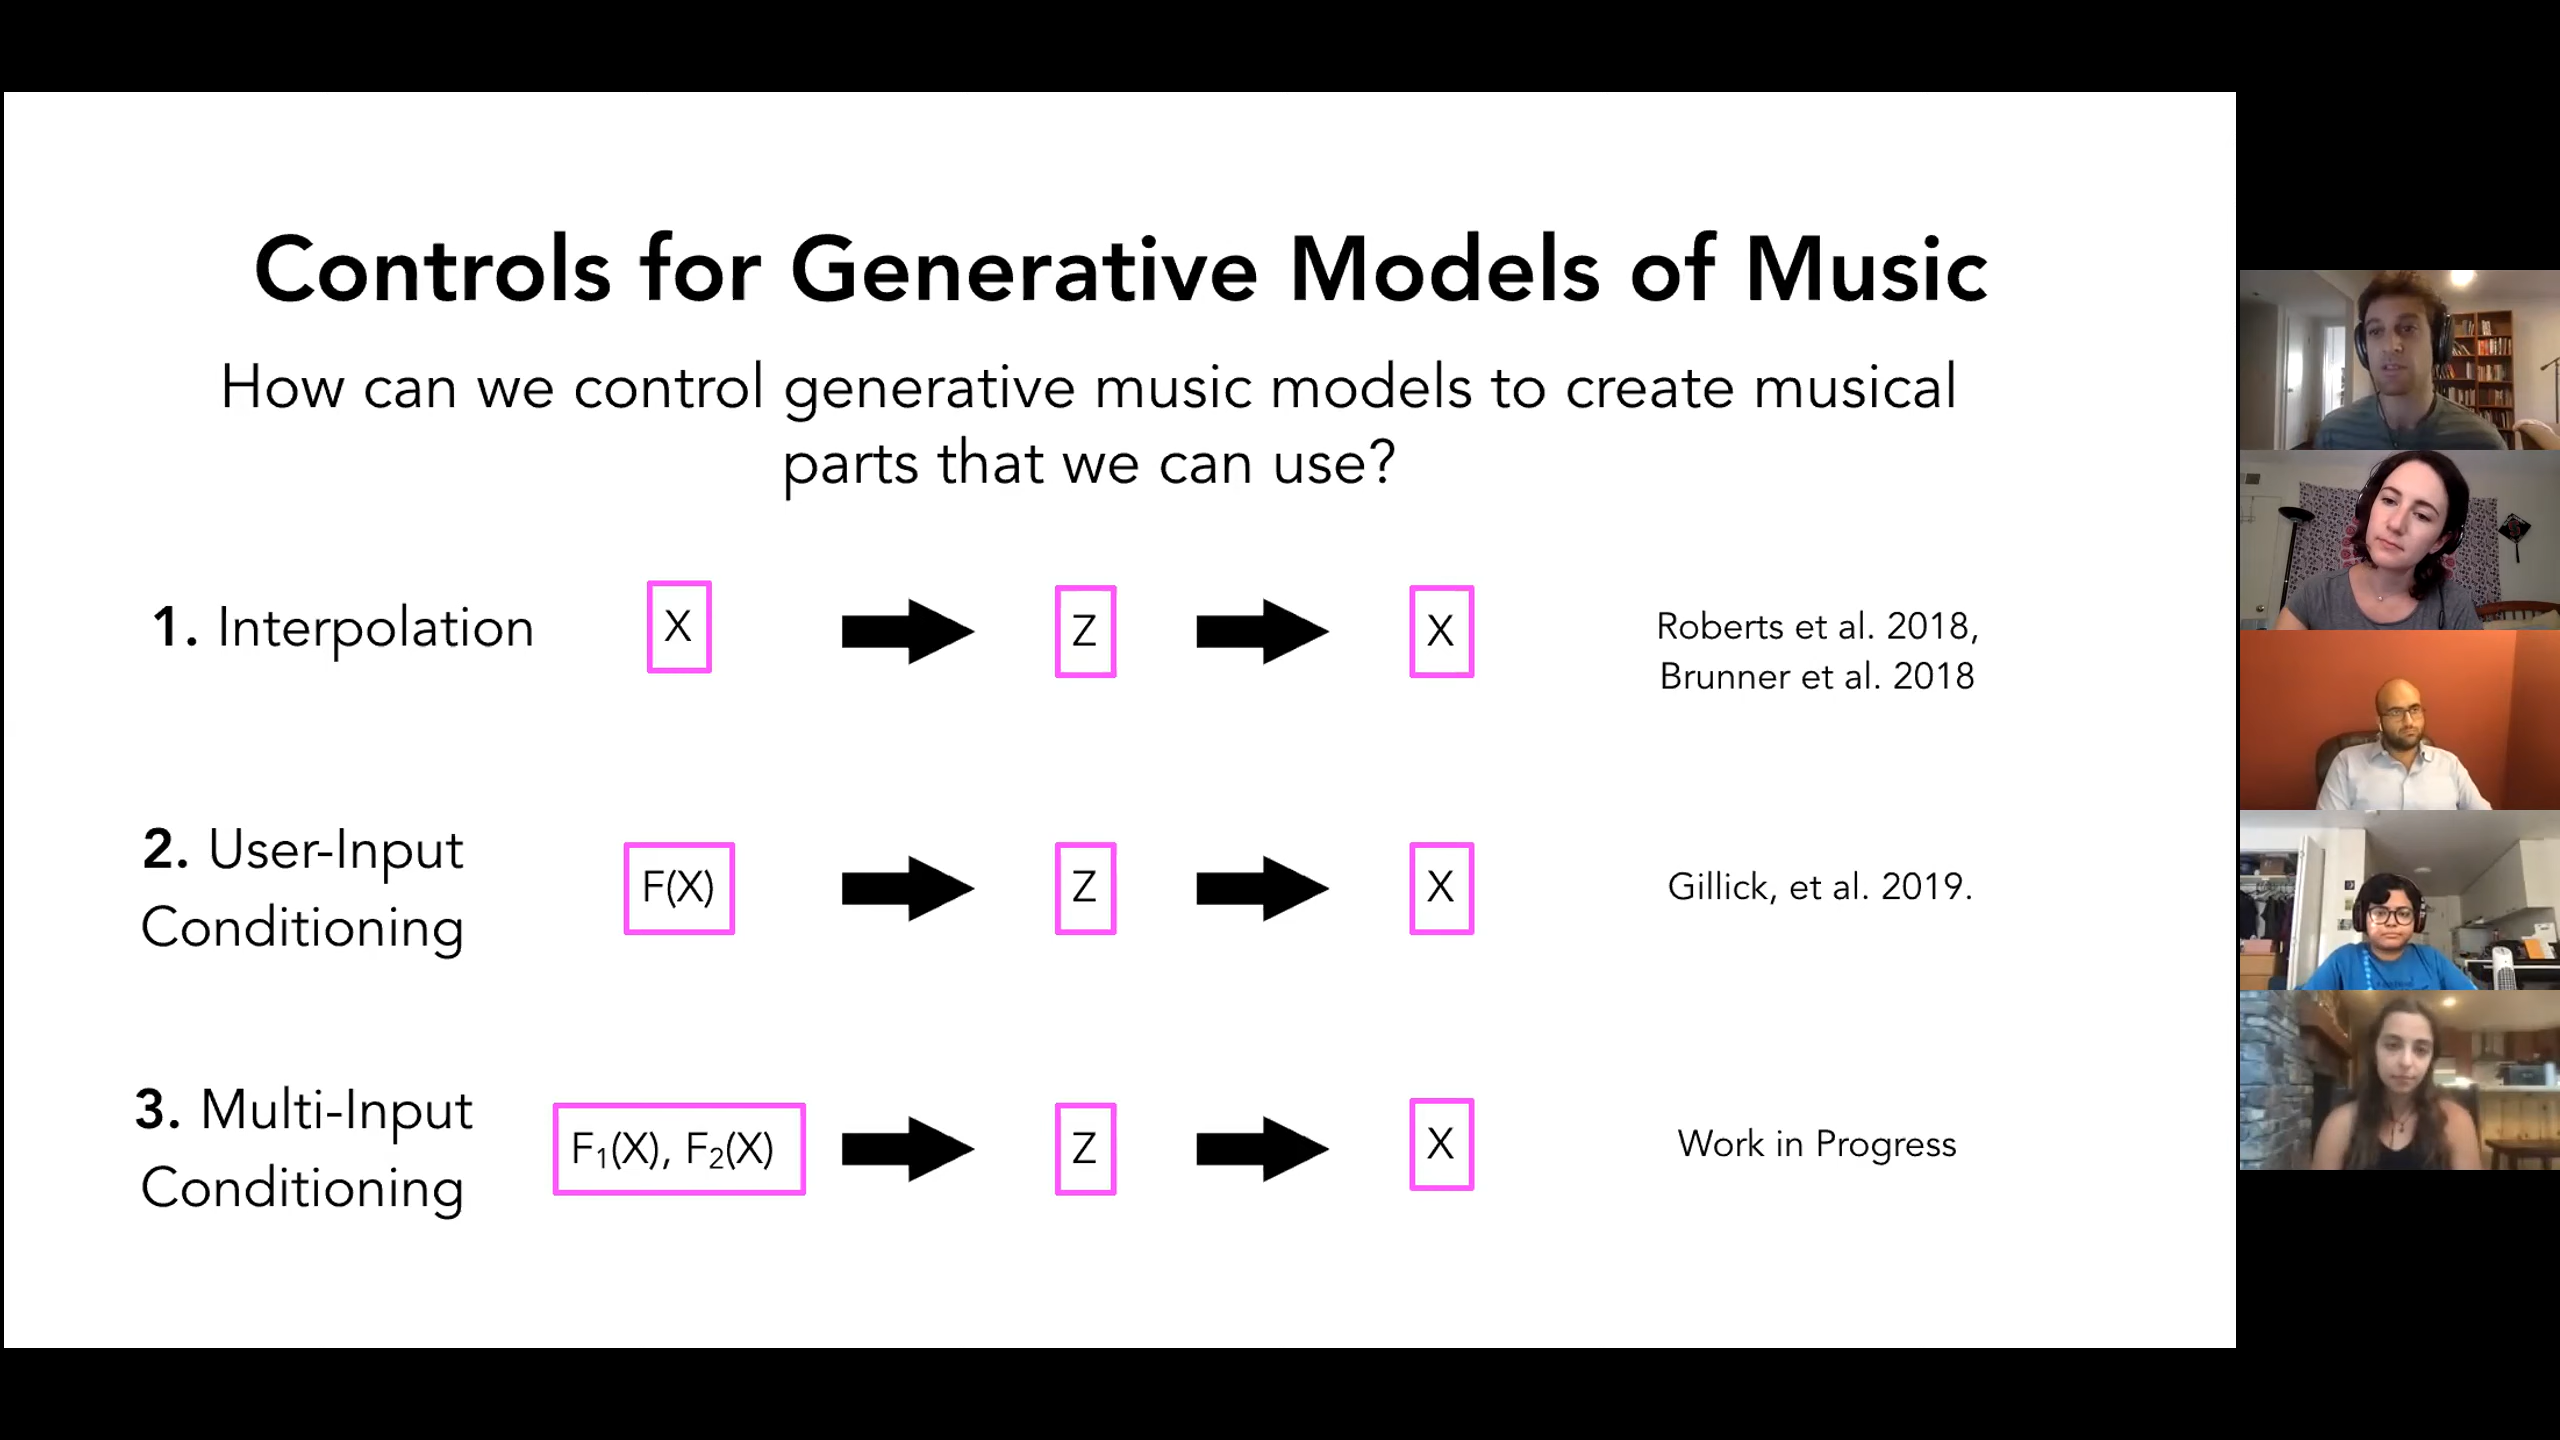 Controls for Generative Models of Music
How can we control generative music models to create musical
parts that we can use?
1. Interpolation
X
Z
X
Roberts et al. 2018,
Brunner et al. 2018
2. User-Input
Conditioning
F(X)
Z
X
Gillick, et al. 2019.
3. Multi-Input
Conditioning
F₁(X), F₂(X)
Z
X
Work in Progress